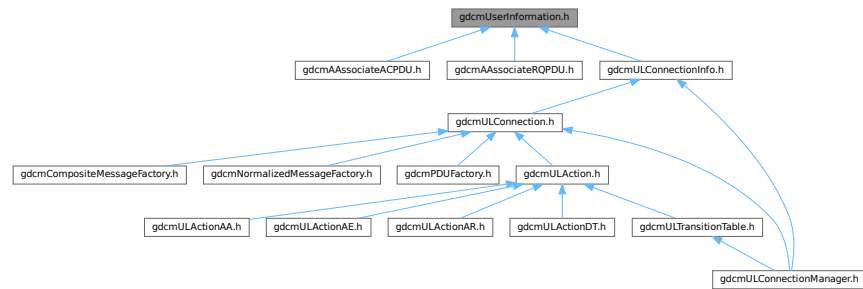 gdcmUserInformation.h
gdcmAAssociateACPDU.h
gdcmAAssociateRQPDU.h
gdcmULConnectionInfo.h
gdcmULConnection.h
gdcmCompositeMessageFactory.h
gdcmNormalizedMessageFactory.h
gdcmPDUFactory.h
gdcmULAction.h
gdcmULActionAA.h
gdcmULActionAE.h
gdcmULActionAR.h
gdcmULActionDT.h
gdcmULTransitionTable.h
gdcmULConnectionManager.h